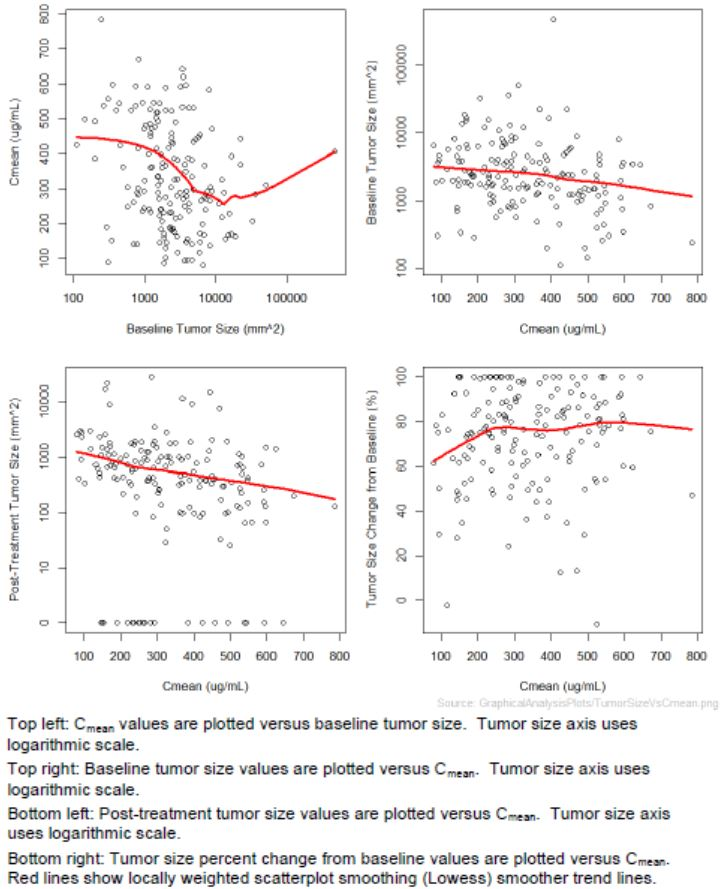 800
700
600
500
400
300
200
100
Cmean (ug/mL)
100 1000 10000 100000
Baseline Tumor Size (mm^2)
100000
10000
1000
100
Baseline Tumor Size (mm^2)
100 200 300 400 500 600 700 800
Cmean (ug/mL)
10000
1000
100
10
0
Post-Treatment Tumor Size (mm^2)
100 200 300 400 500 600 700 800
Cmean (ug/mL)
100
80
60
40
20
0
Tumor Size Change from Baseline (%)
100 200 300 400 500 600 700 800
Cmean (ug/mL)
Source: GraphicalAnalysisPlots/TumorSizeVsCmean.png
Top left: Cmean values are plotted versus baseline tumor size. Tumor size axis uses
logarithmic scale.
Top right: Baseline tumor size values are plotted versus Cmean. Tumor size axis uses
logarithmic scale.
Bottom left: Post-treatment tumor size values are plotted versus Cmean. Tumor size axis
uses logarithmic scale.
Bottom right: Tumor size percent change from baseline values are plotted versus Cmean.
Red lines show locally weighted scatterplot smoothing (Lowess) smoother trend lines.